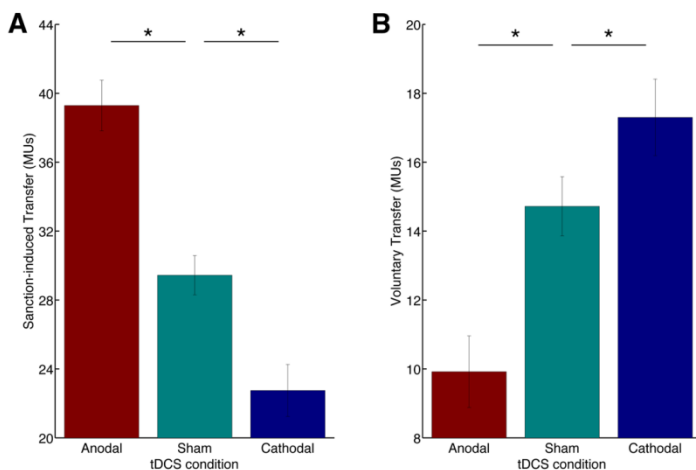 A
44
40
36
32
28
24
20
Sanction-induced Transfer (MUs)
* *
Anodal Sham Cathodal
tDCS condition
B
20
18
16
14
12
10
8
Voluntary Transfer (MUs)
* *
Anodal Sham Cathodal
tDCS condition